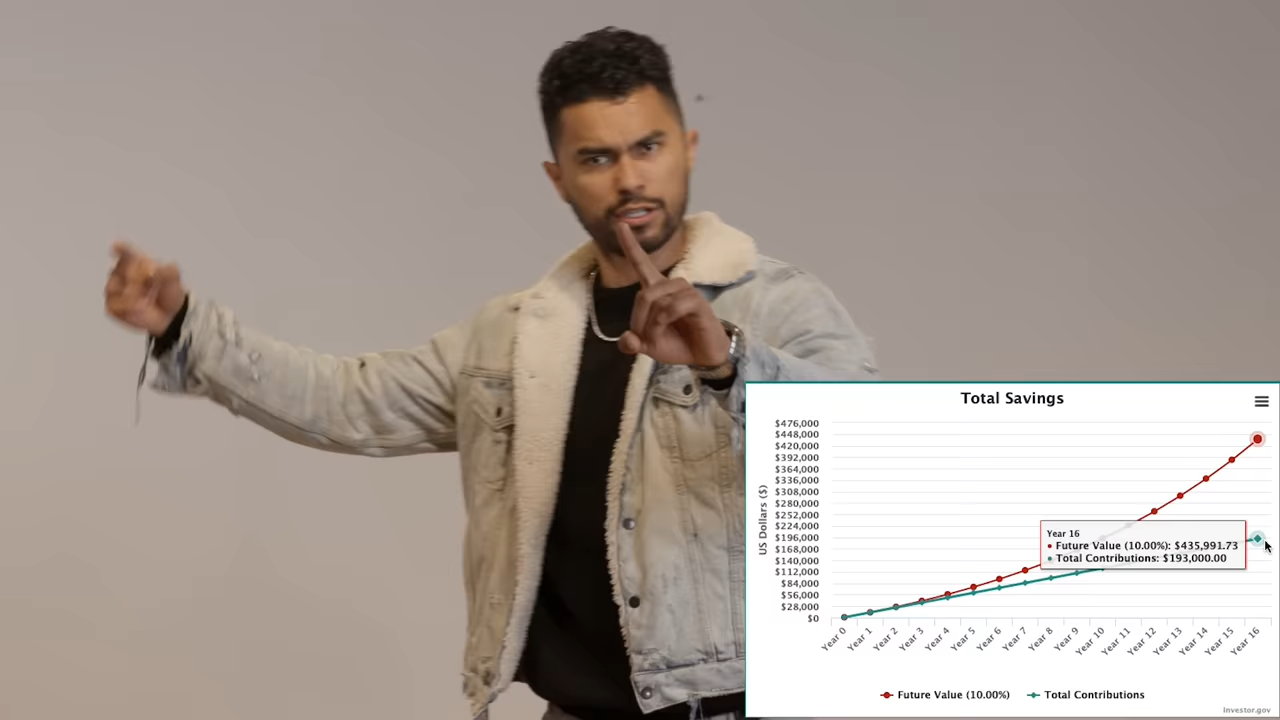 Total Savings
$476,000
$448,000
$420,000
$392,000
$364,000
$336,000
$308,000
$280,000
$252,000
$224,000
$196,000
$168,000
$140,000
$112,000
$84,000
$56,000
$28,000
$0
US Dollars ($)
Year 16
• Future Value (10.00%): $435,991.73
• Total Contributions: $193,000.00
Year 0
Year 1
Year 2
Year 3
Year 4
Year 5
Year 6
Year 7
Year 8
Year 9
Year 10
Year 11
Year 12
Year 13
Year 14
Year 15
Year 16
Future Value (10.00%)
Total Contributions
Investor.gov